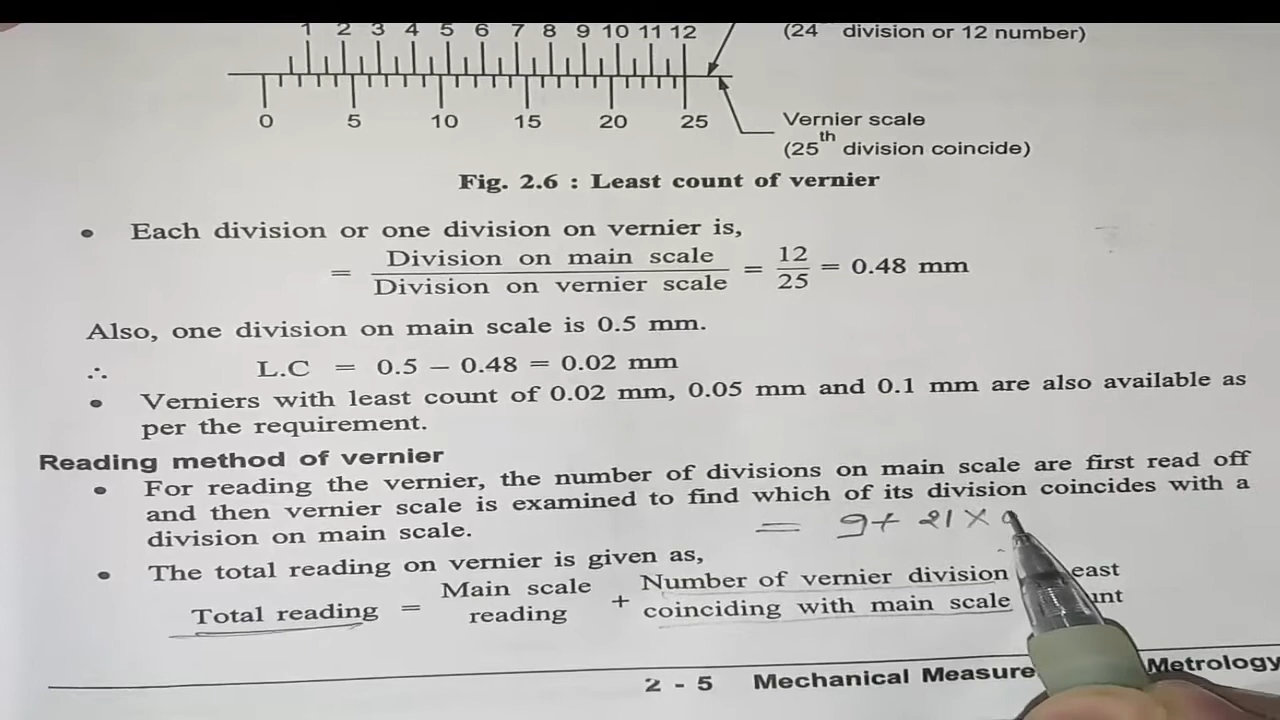 1 2 3 4 5 6 7 8 9 10 11 12
(24 division or 12 number)
0 5 10 15 20 25
Vernier scale
(25th division coincide)
Fig. 2.6 : Least count of vernier
• Each division or one division on vernier is,
= Division on main scale / Division on vernier scale = 12/25 = 0.48 mm
Also, one division on main scale is 0.5 mm.
∴ L.C = 0.5 – 0.48 = 0.02 mm
• Verniers with least count of 0.02 mm, 0.05 mm and 0.1 mm are also available as
per the requirement.
Reading method of vernier
• For reading the vernier, the number of divisions on main scale are first read off
and then vernier scale is examined to find which of its division coincides with a
division on main scale.
= 9+ 21 ×
• The total reading on vernier is given as,
Total reading = Main scale reading + Number of vernier division coinciding with main scale
2 - 5 Mechanical Metrology